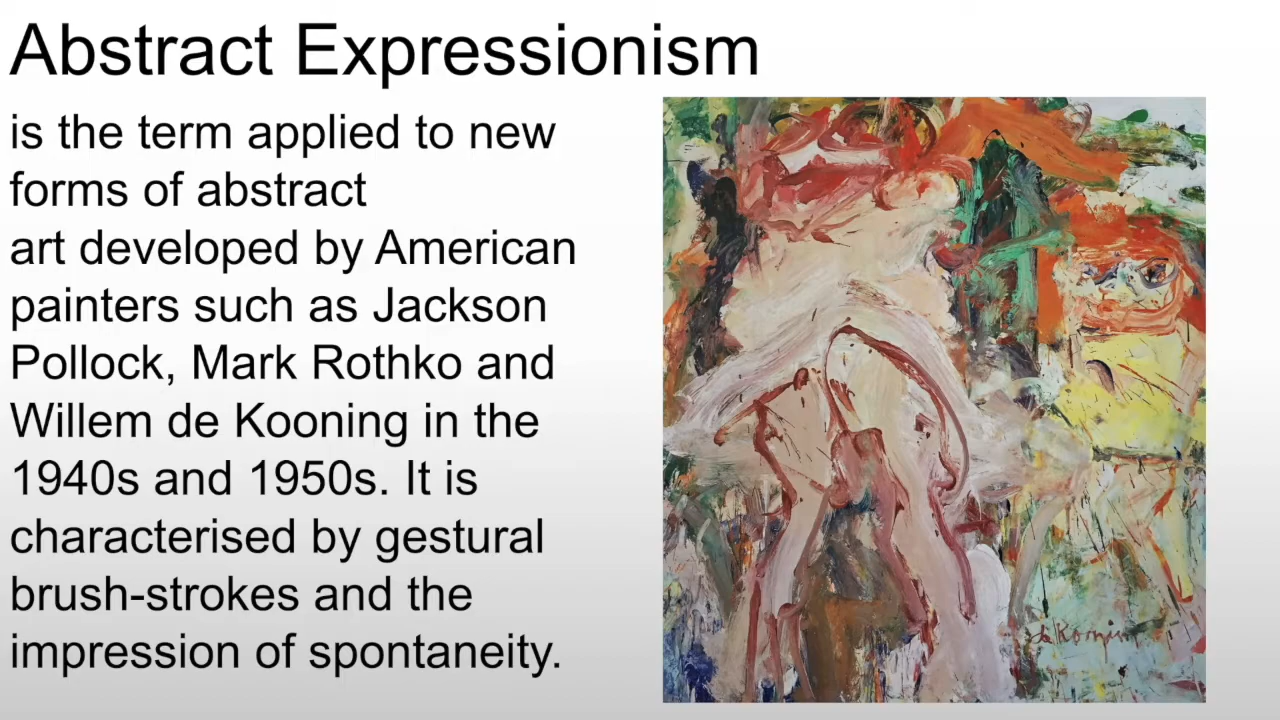 Abstract Expressionism
is the term applied to new
forms of abstract
art developed by American
painters such as Jackson
Pollock, Mark Rothko and
Willem de Kooning in the
1940s and 1950s. It is
characterised by gestural
brush-strokes and the
impression of spontaneity.
de Kooning